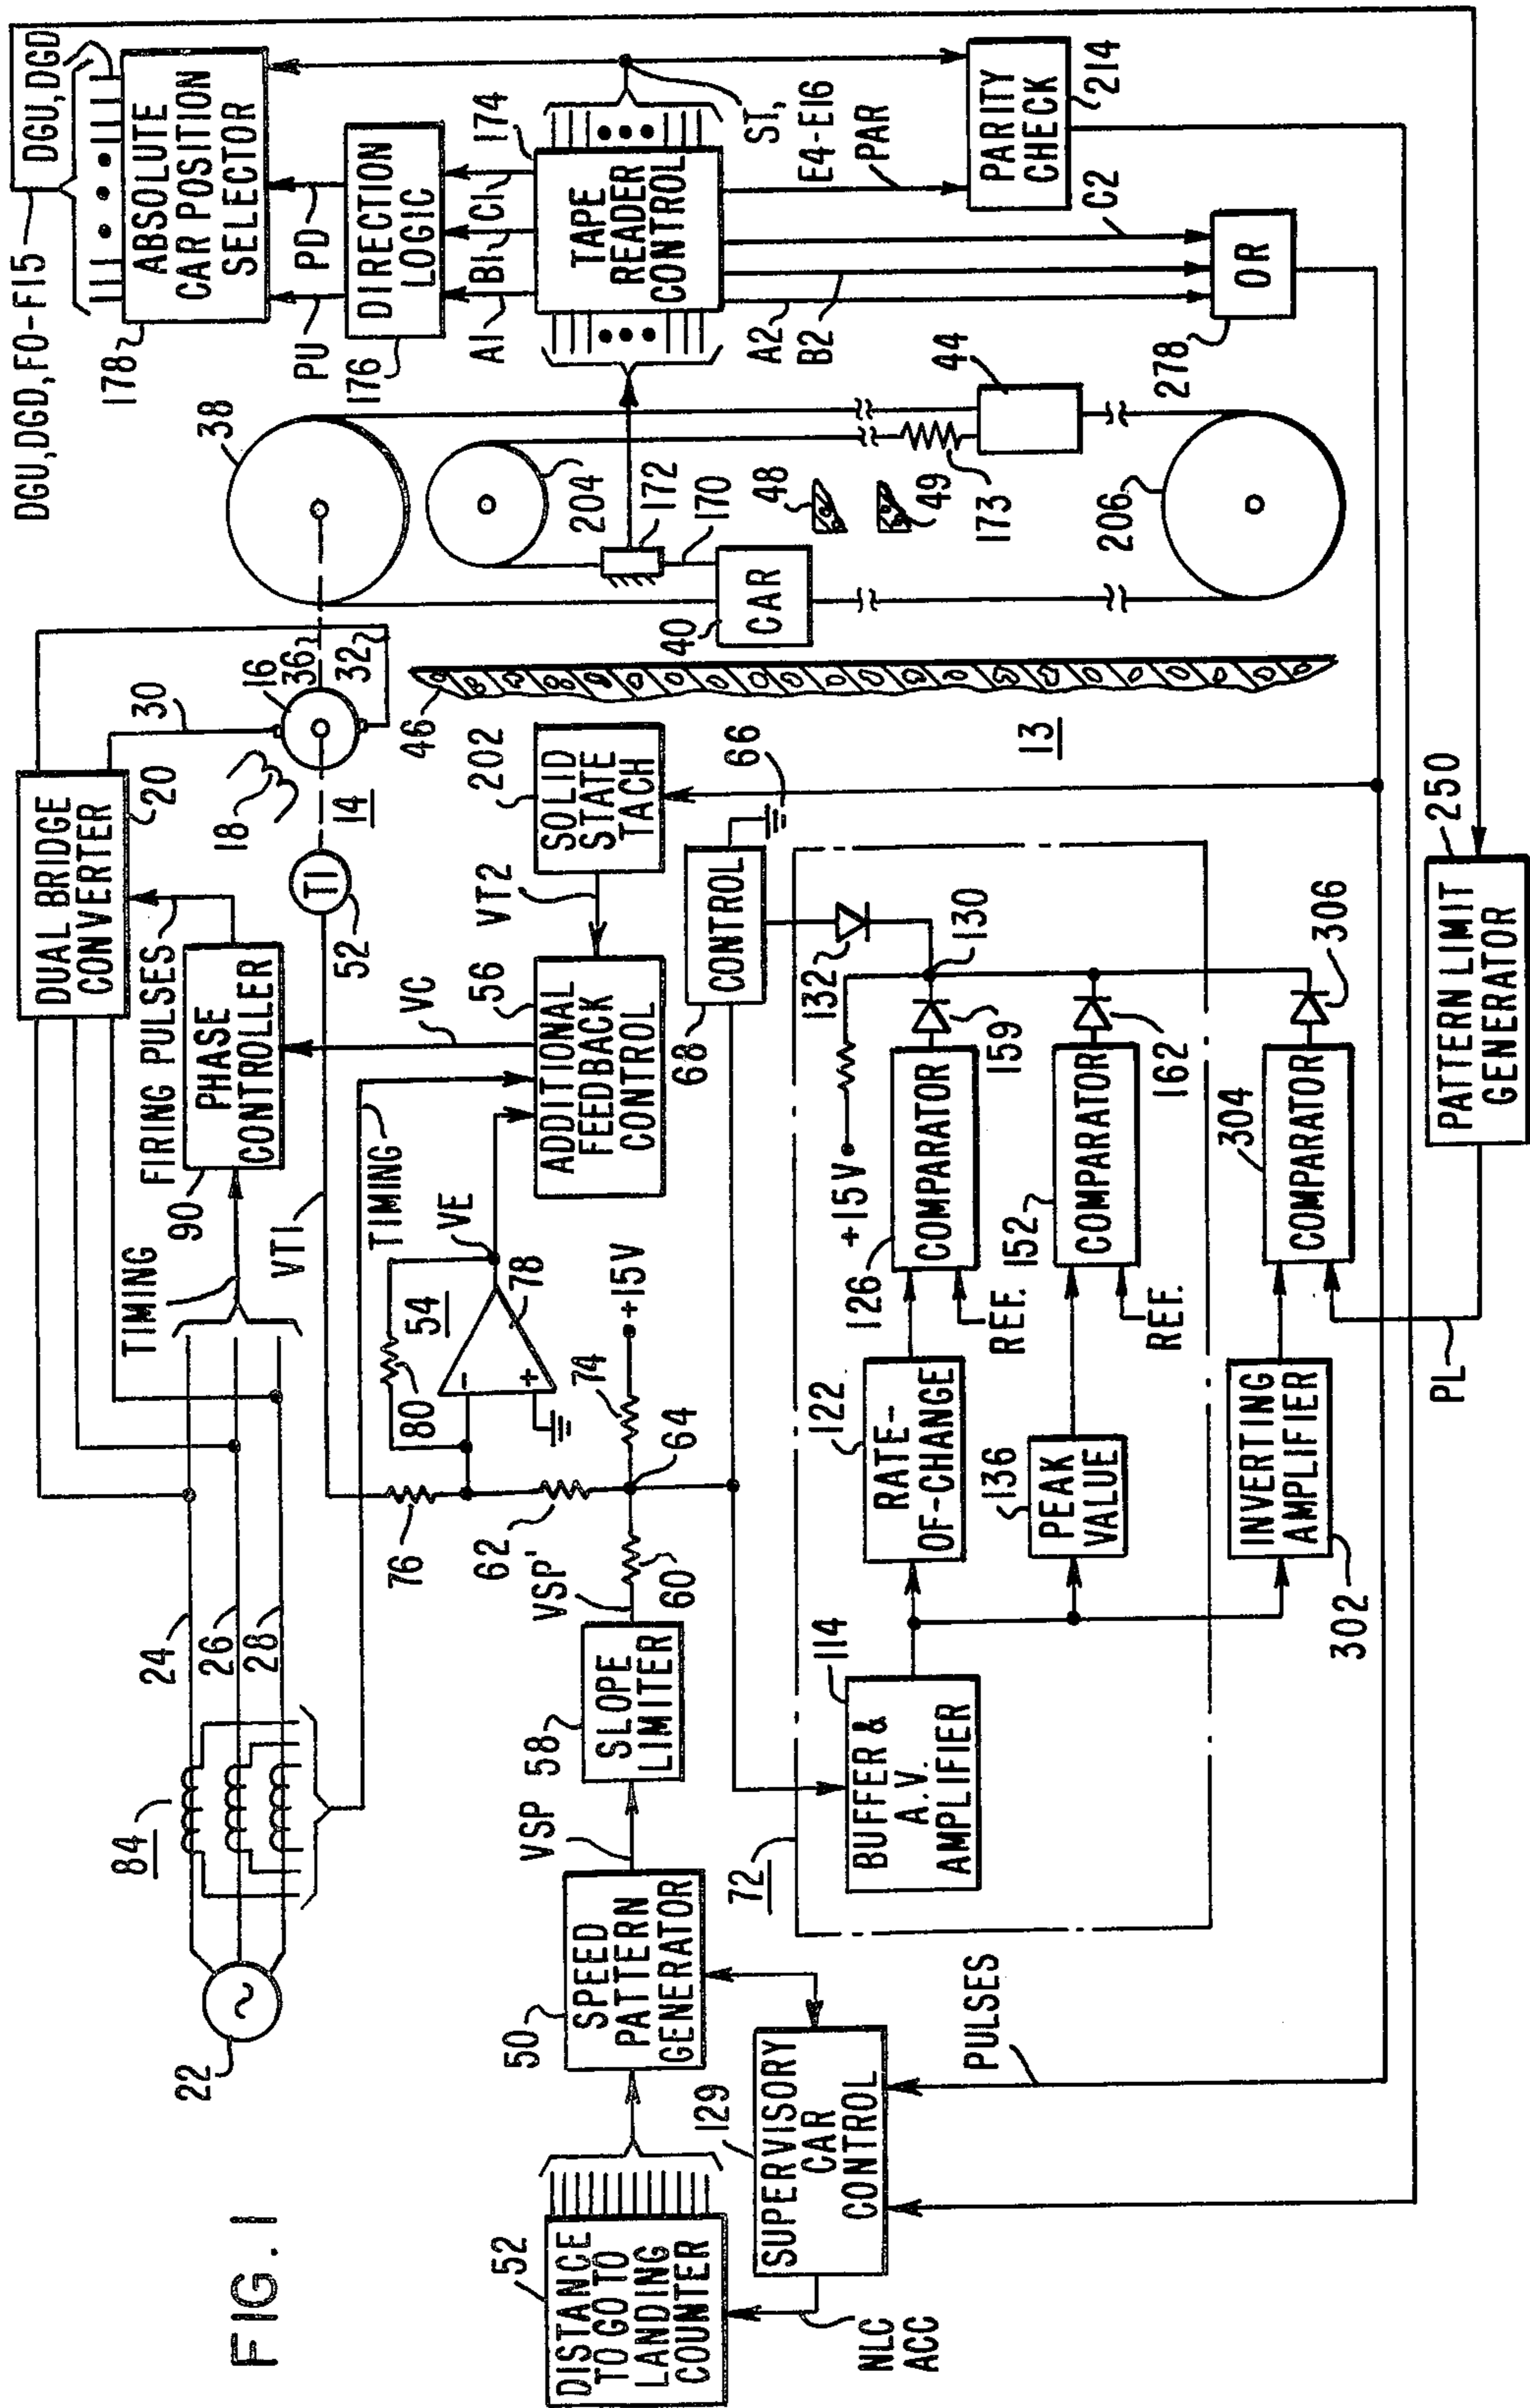 FIG. 1
22
84
24
26
28
TIMING
90
PHASE
CONTROLLER
FIRING PULSES
DUAL BRIDGE
CONVERTER
20
18
14
30
16
36
32
T1
52
VT1
TIMING
38
DGU, DGD, F0-F15
DGU, DGD
178
ABSOLUTE
CAR POSITION
SELECTOR
PU
PD
176
DIRECTION
LOGIC
A1
B1
C1
174
TAPE
READER
CONTROL
ST,
E4-E16
PAR
A2
B2
C2
PARITY
CHECK
214
OR
278
204
172
170
40
CAR
48
49
173
44
206
46
13
52
DISTANCE
TO GO TO
LANDING
COUNTER
50
SPEED
PATTERN
GENERATOR
VSP
58
SLOPE
LIMITER
VSP'
60
62
64
74
+15V
76
80
54
78
VE
-
+
VC
56
ADDITIONAL
FEEDBACK
CONTROL
VT2
SOLID
STATE
TACH
202
68
CONTROL
66
129
SUPERVISORY
CAR
CONTROL
NLC
ACC
PULSES
72
114
BUFFER &
A.V.
AMPLIFIER
122
RATE-
OF-CHANGE
126
COMPARATOR
REF.
+15V
132
130
159
136
PEAK
VALUE
152
COMPARATOR
REF.
162
302
INVERTING
AMPLIFIER
304
COMPARATOR
306
PL
PATTERN LIMIT
GENERATOR
250